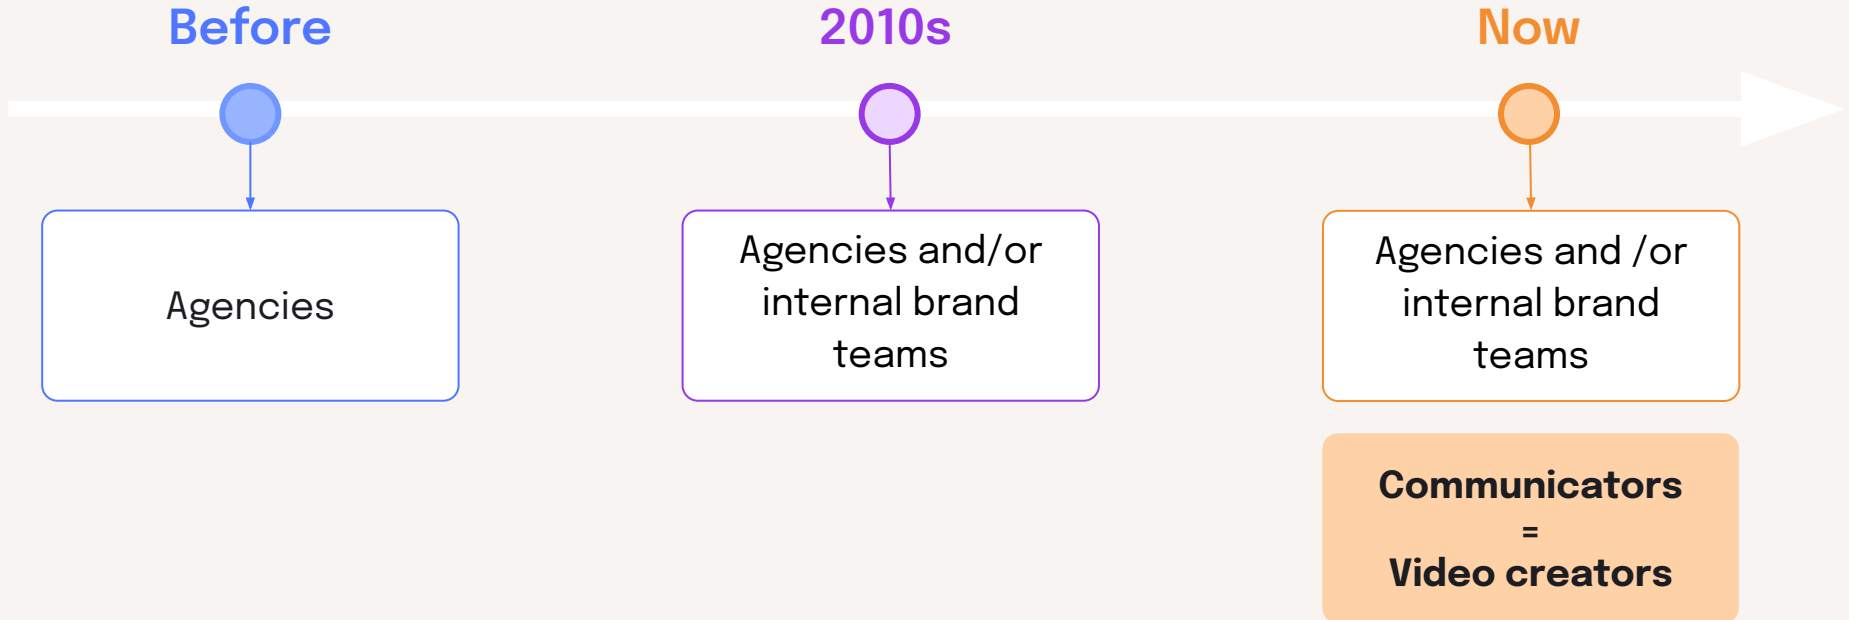 Before
2010s
Now
Agencies
Agencies and/or
internal brand
teams
Agencies and /or
internal brand
teams
Communicators
=
Video creators